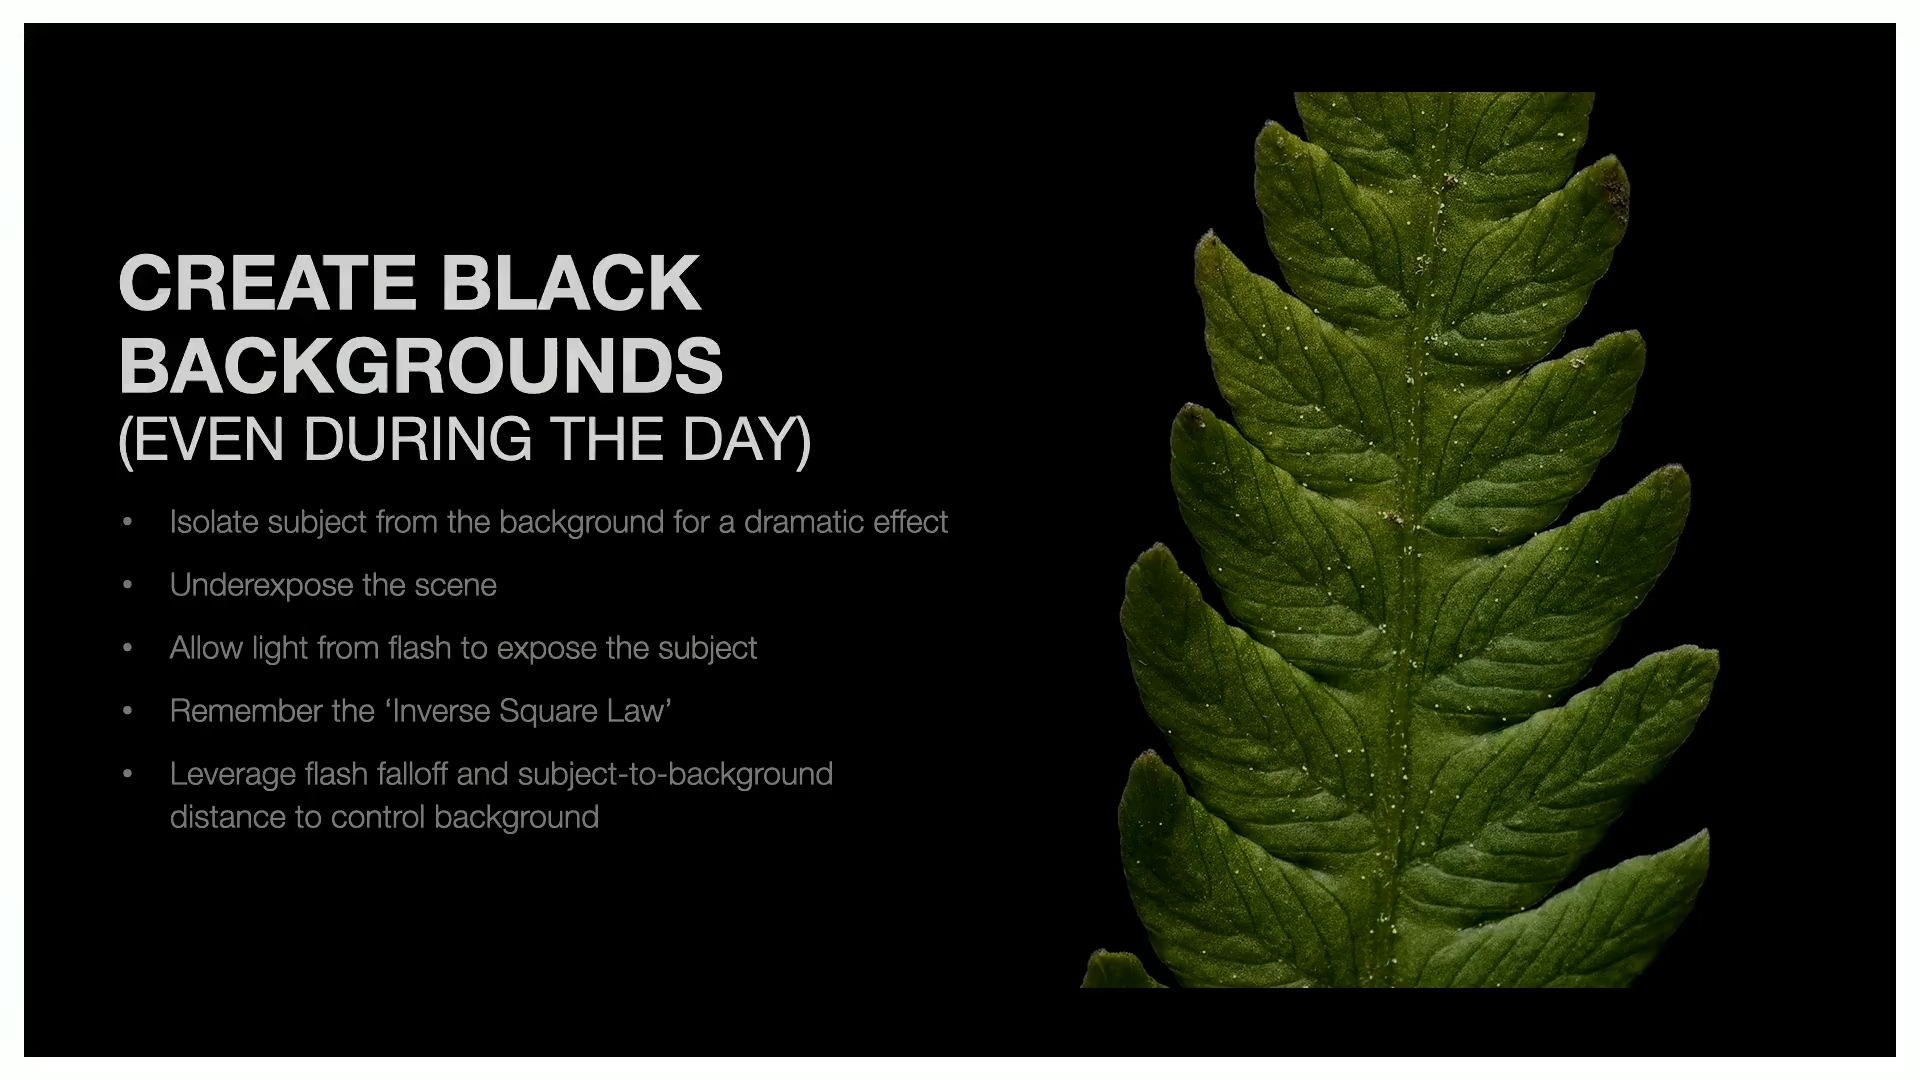 CREATE BLACK
BACKGROUNDS
(EVEN DURING THE DAY)
• Isolate subject from the background for a dramatic effect
• Underexpose the scene
• Allow light from flash to expose the subject
• Remember the ‘Inverse Square Law’
• Leverage flash falloff and subject-to-background
distance to control background